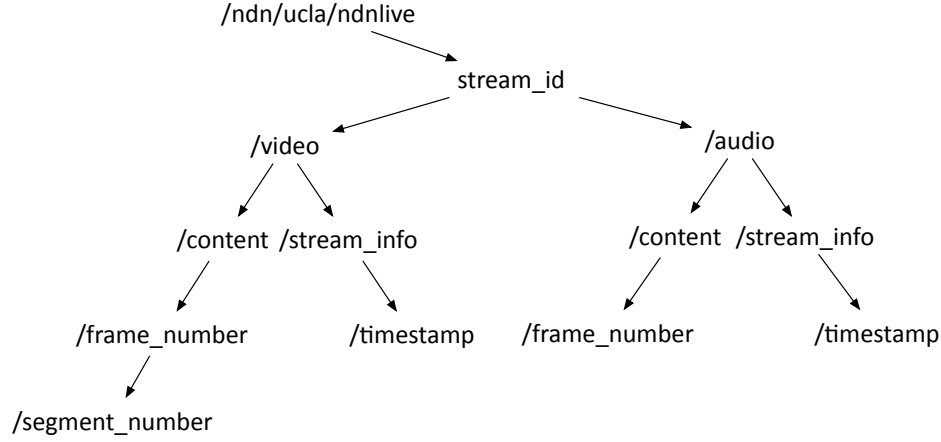 /ndn/ucla/ndnlive
stream_id
/video
/audio
/content /stream_info
/content /stream_info
/frame_number
/timestamp
/frame_number
/timestamp
/segment_number